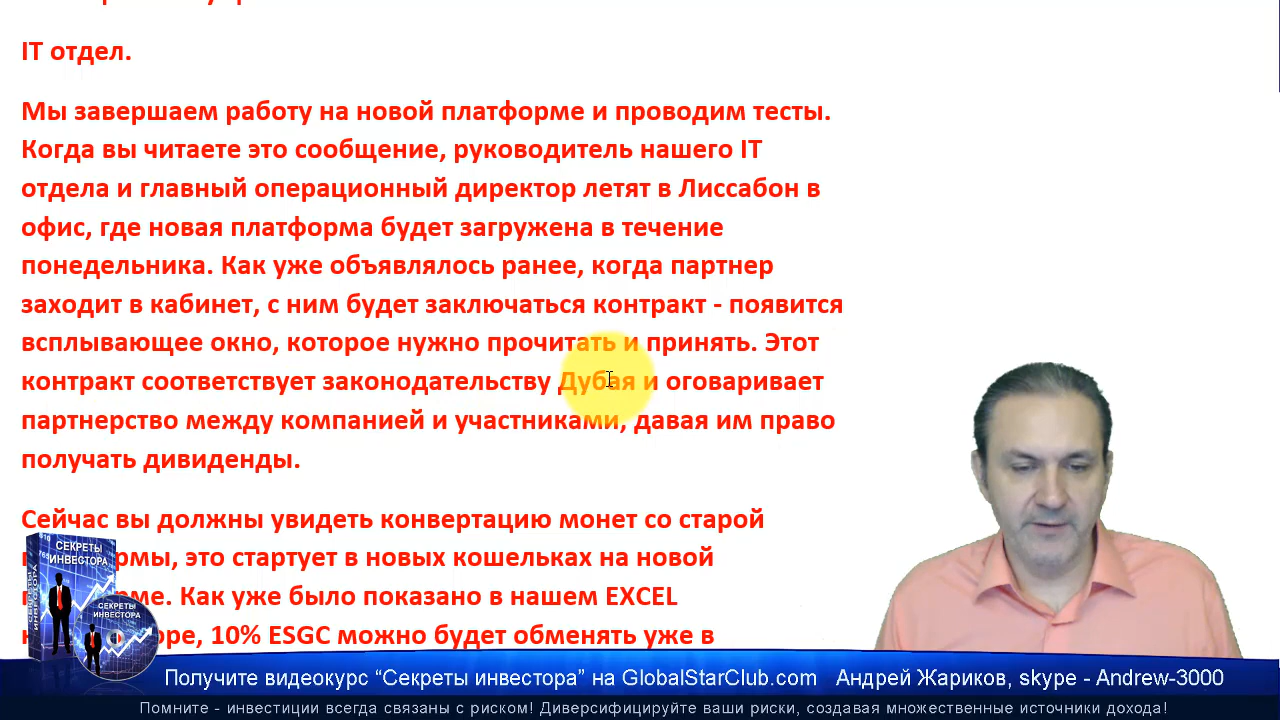 IT отдел.
Мы завершаем работу на новой платформе и проводим тесты.
Когда вы читаете это сообщение, руководитель нашего IT
отдела и главный операционный директор летят в Лиссабон в
офис, где новая платформа будет загружена в течение
понедельника. Как уже объявлялось ранее, когда партнер
заходит в кабинет, с ним будет заключаться контракт - появится
всплывающее окно, которое нужно прочитать и принять. Этот
контракт соответствует законодательству Дубая и оговаривает
партнерство между компанией и участниками, давая им право
получать дивиденды.
Сейчас вы должны увидеть конвертацию монет со старой
это стартует в новых кошельках на новой
Как уже было показано в нашем EXCEL
10% ESGC можно будет обменять уже в
СЕКРЕТЫ
ИНВЕСТОРА
СЕКРЕТЫ
ИНВЕСТОРА
СЕКРЕТЫ
ИНВЕСТОРА
Получите видеокурс “Секреты инвестора” на GlobalStarClub.com Андрей Жариков, skype - Andrew-3000
Помните - инвестиции всегда связаны с риском! Диверсифицируйте ваши риски, создавая множественные источники дохода!